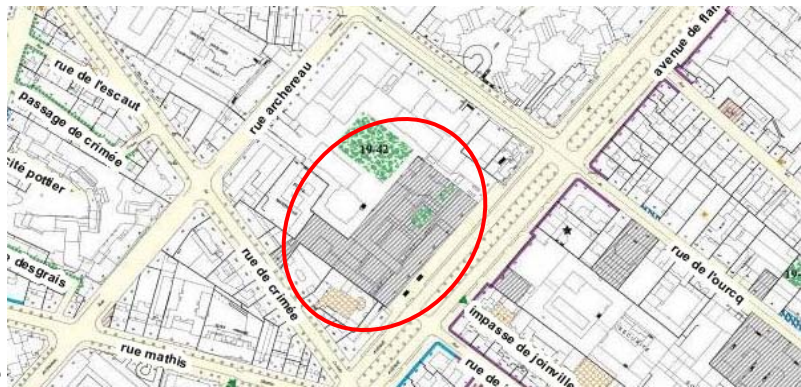 avenue de flan
rue de l'escaut
rue archereau
passage de crimée
19-42
cité pottier
rue de l'ourcq
e desgrais
rue de crimée
19-
impasse de joinville
rue mathis
rue de